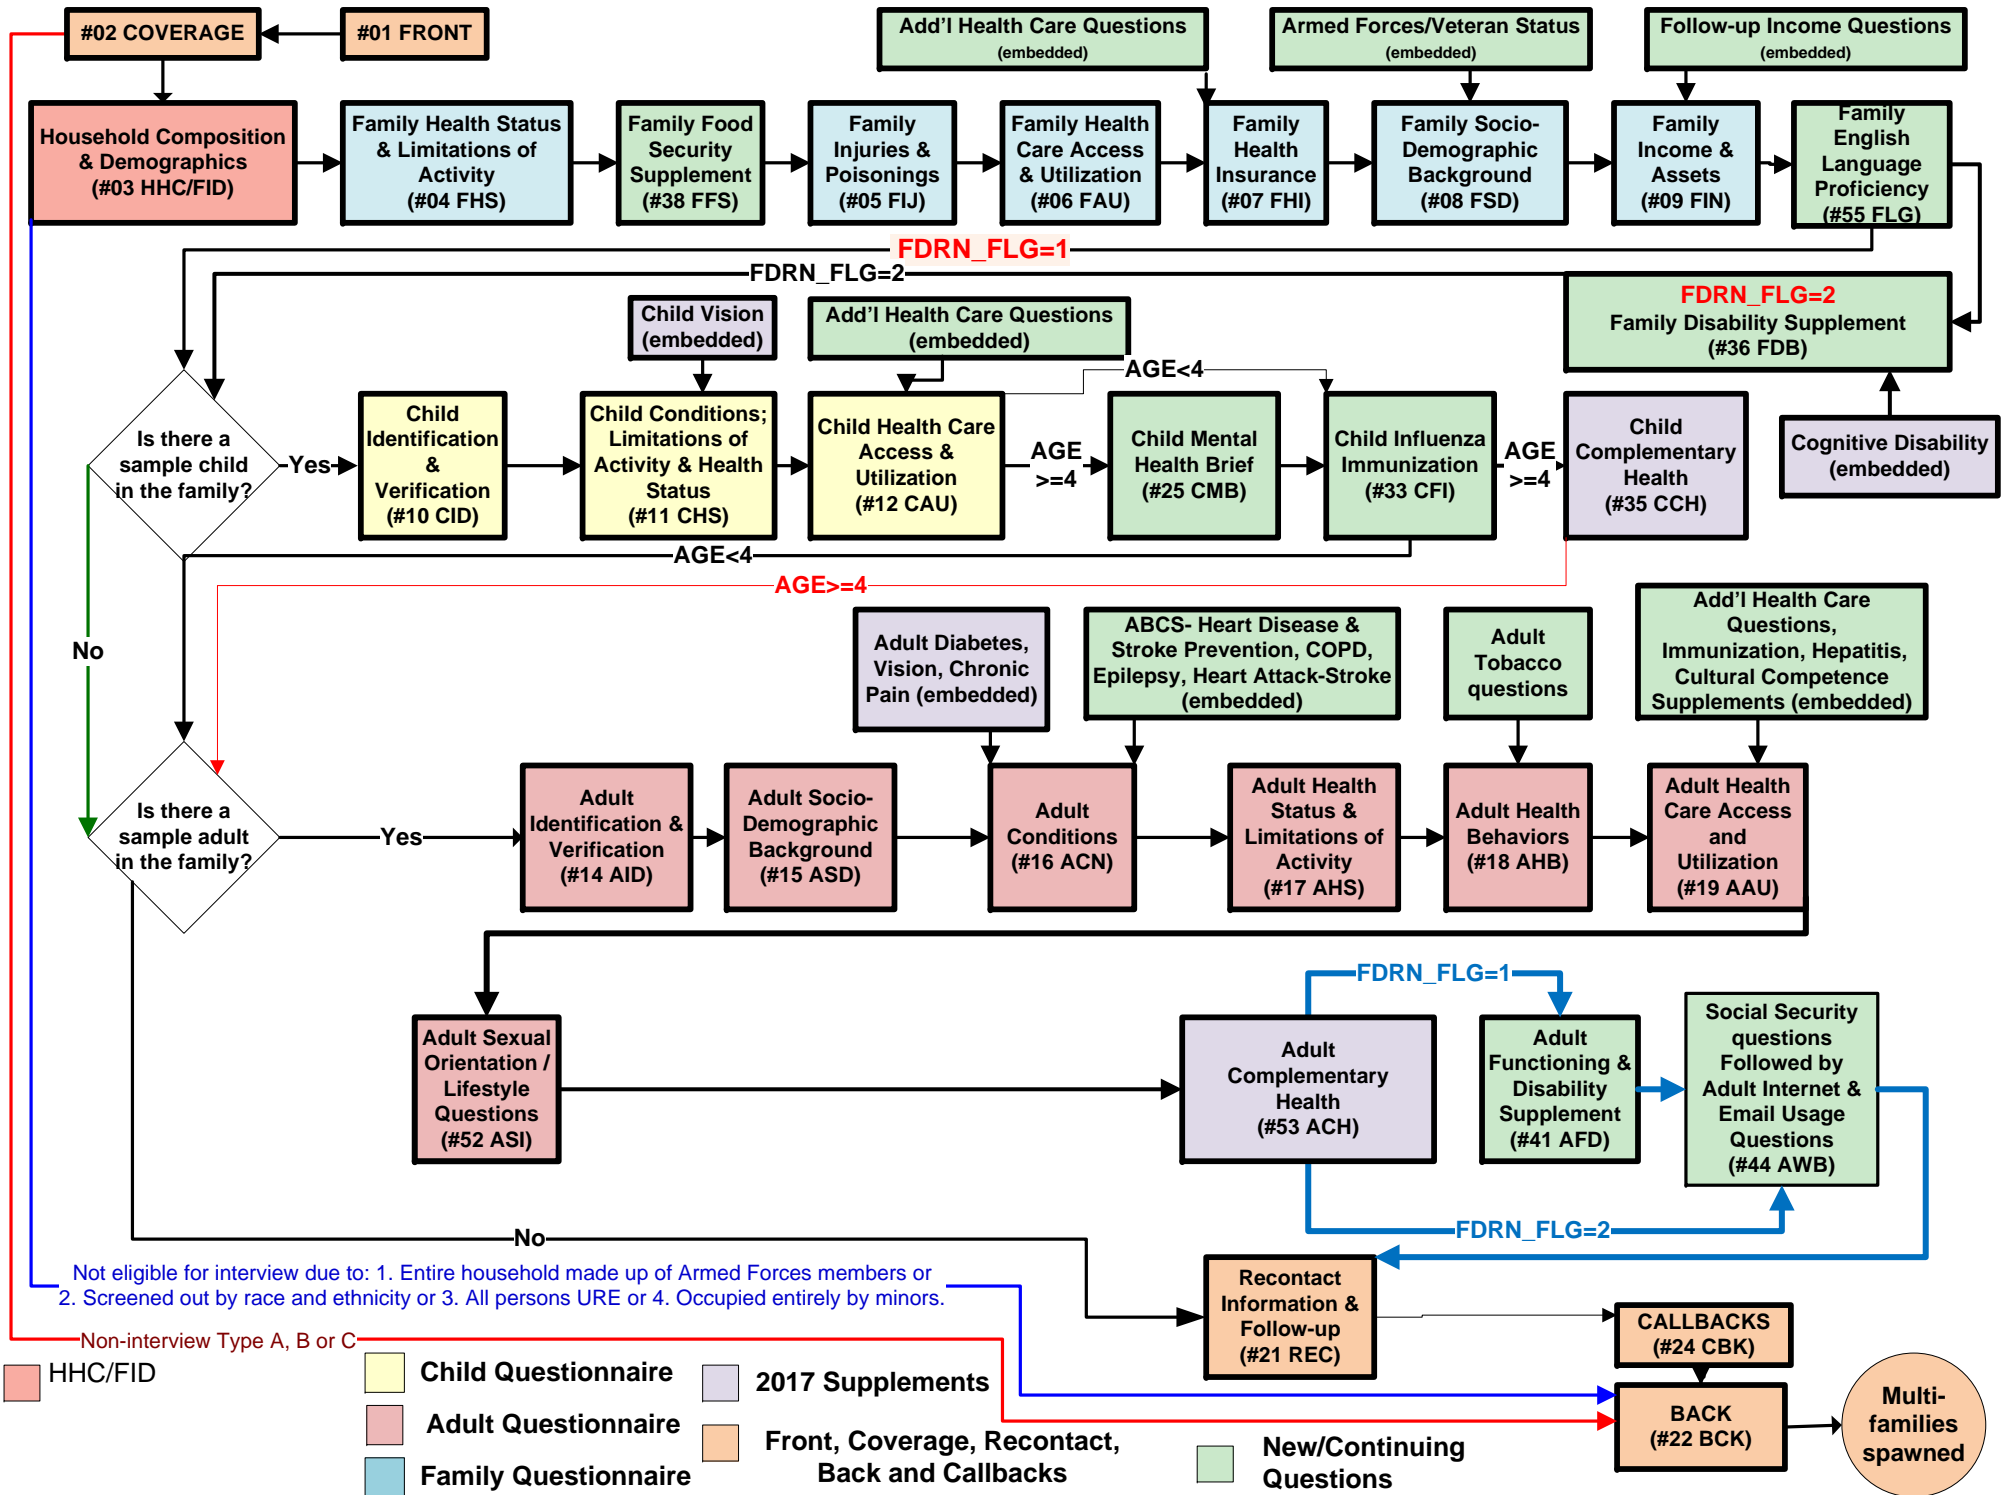 #02 COVERAGE
#01 FRONT
Add'l Health Care Questions
(embedded)
Armed Forces/Veteran Status
(embedded)
Follow-up Income Questions
(embedded)
Household Composition
& Demographics
(#03 HHC/FID)
Family Health Status
& Limitations of
Activity
(#04 FHS)
Family Food
Security
Supplement
(#38 FFS)
Family
Injuries &
Poisonings
(#05 FIJ)
Family Health
Care Access
& Utilization
(#06 FAU)
Family
Health
Insurance
(#07 FHI)
Family Socio-
Demographic
Background
(#08 FSD)
Family
Income &
Assets
(#09 FIN)
Family
English
Language
Proficiency
(#55 FLG)
FDRN_FLG=1
FDRN_FLG=2
FDRN_FLG=2
Family Disability Supplement
(#36 FDB)
Child Vision
(embedded)
Add'l Health Care Questions
(embedded)
AGE<4
Is there a
sample child
in the family?
Yes
Child
Identification
&
Verification
(#10 CID)
Child Conditions;
Limitations of
Activity & Health
Status
(#11 CHS)
Child Health Care
Access &
Utilization
(#12 CAU)
AGE
>=4
Child Mental
Health Brief
(#25 CMB)
Child Influenza
Immunization
(#33 CFI)
AGE
>=4
Child
Complementary
Health
(#35 CCH)
Cognitive Disability
(embedded)
AGE<4
AGE>=4
No
Adult Diabetes,
Vision, Chronic
Pain (embedded)
ABCS- Heart Disease &
Stroke Prevention, COPD,
Epilepsy, Heart Attack-Stroke
(embedded)
Adult
Tobacco
questions
Add'l Health Care
Questions,
Immunization, Hepatitis,
Cultural Competence
Supplements (embedded)
Is there a
sample adult
in the family?
Yes
Adult
Identification &
Verification
(#14 AID)
Adult Socio-
Demographic
Background
(#15 ASD)
Adult
Conditions
(#16 ACN)
Adult Health
Status &
Limitations of
Activity
(#17 AHS)
Adult Health
Behaviors
(#18 AHB)
Adult Health
Care Access
and
Utilization
(#19 AAU)
FDRN_FLG=1
Adult Sexual
Orientation /
Lifestyle
Questions
(#52 ASI)
Adult
Complementary
Health
(#53 ACH)
Adult
Functioning &
Disability
Supplement
(#41 AFD)
Social Security
questions
Followed by
Adult Internet &
Email Usage
Questions
(#44 AWB)
No
FDRN_FLG=2
Not eligible for interview due to: 1. Entire household made up of Armed Forces members or
2. Screened out by race and ethnicity or 3. All persons URE or 4. Occupied entirely by minors.
Recontact
Information &
Follow-up
(#21 REC)
Non-interview Type A, B or C
CALLBACKS
(#24 CBK)
BACK
(#22 BCK)
Multi-
families
spawned
HHC/FID
Child Questionnaire
Adult Questionnaire
Family Questionnaire
2017 Supplements
Front, Coverage, Recontact,
Back and Callbacks
New/Continuing
Questions